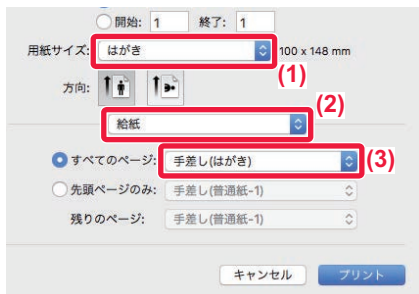 開始: 1 終了: 1
用紙サイズ: はがき 100 x 148 mm
(1)
方向:
(2)
給紙
すべてのページ: 手差し(はがき) (3)
先頭ページのみ: 手差し(普通紙-1)
残りのページ: 手差し(普通紙-1)
キャンセル プリント